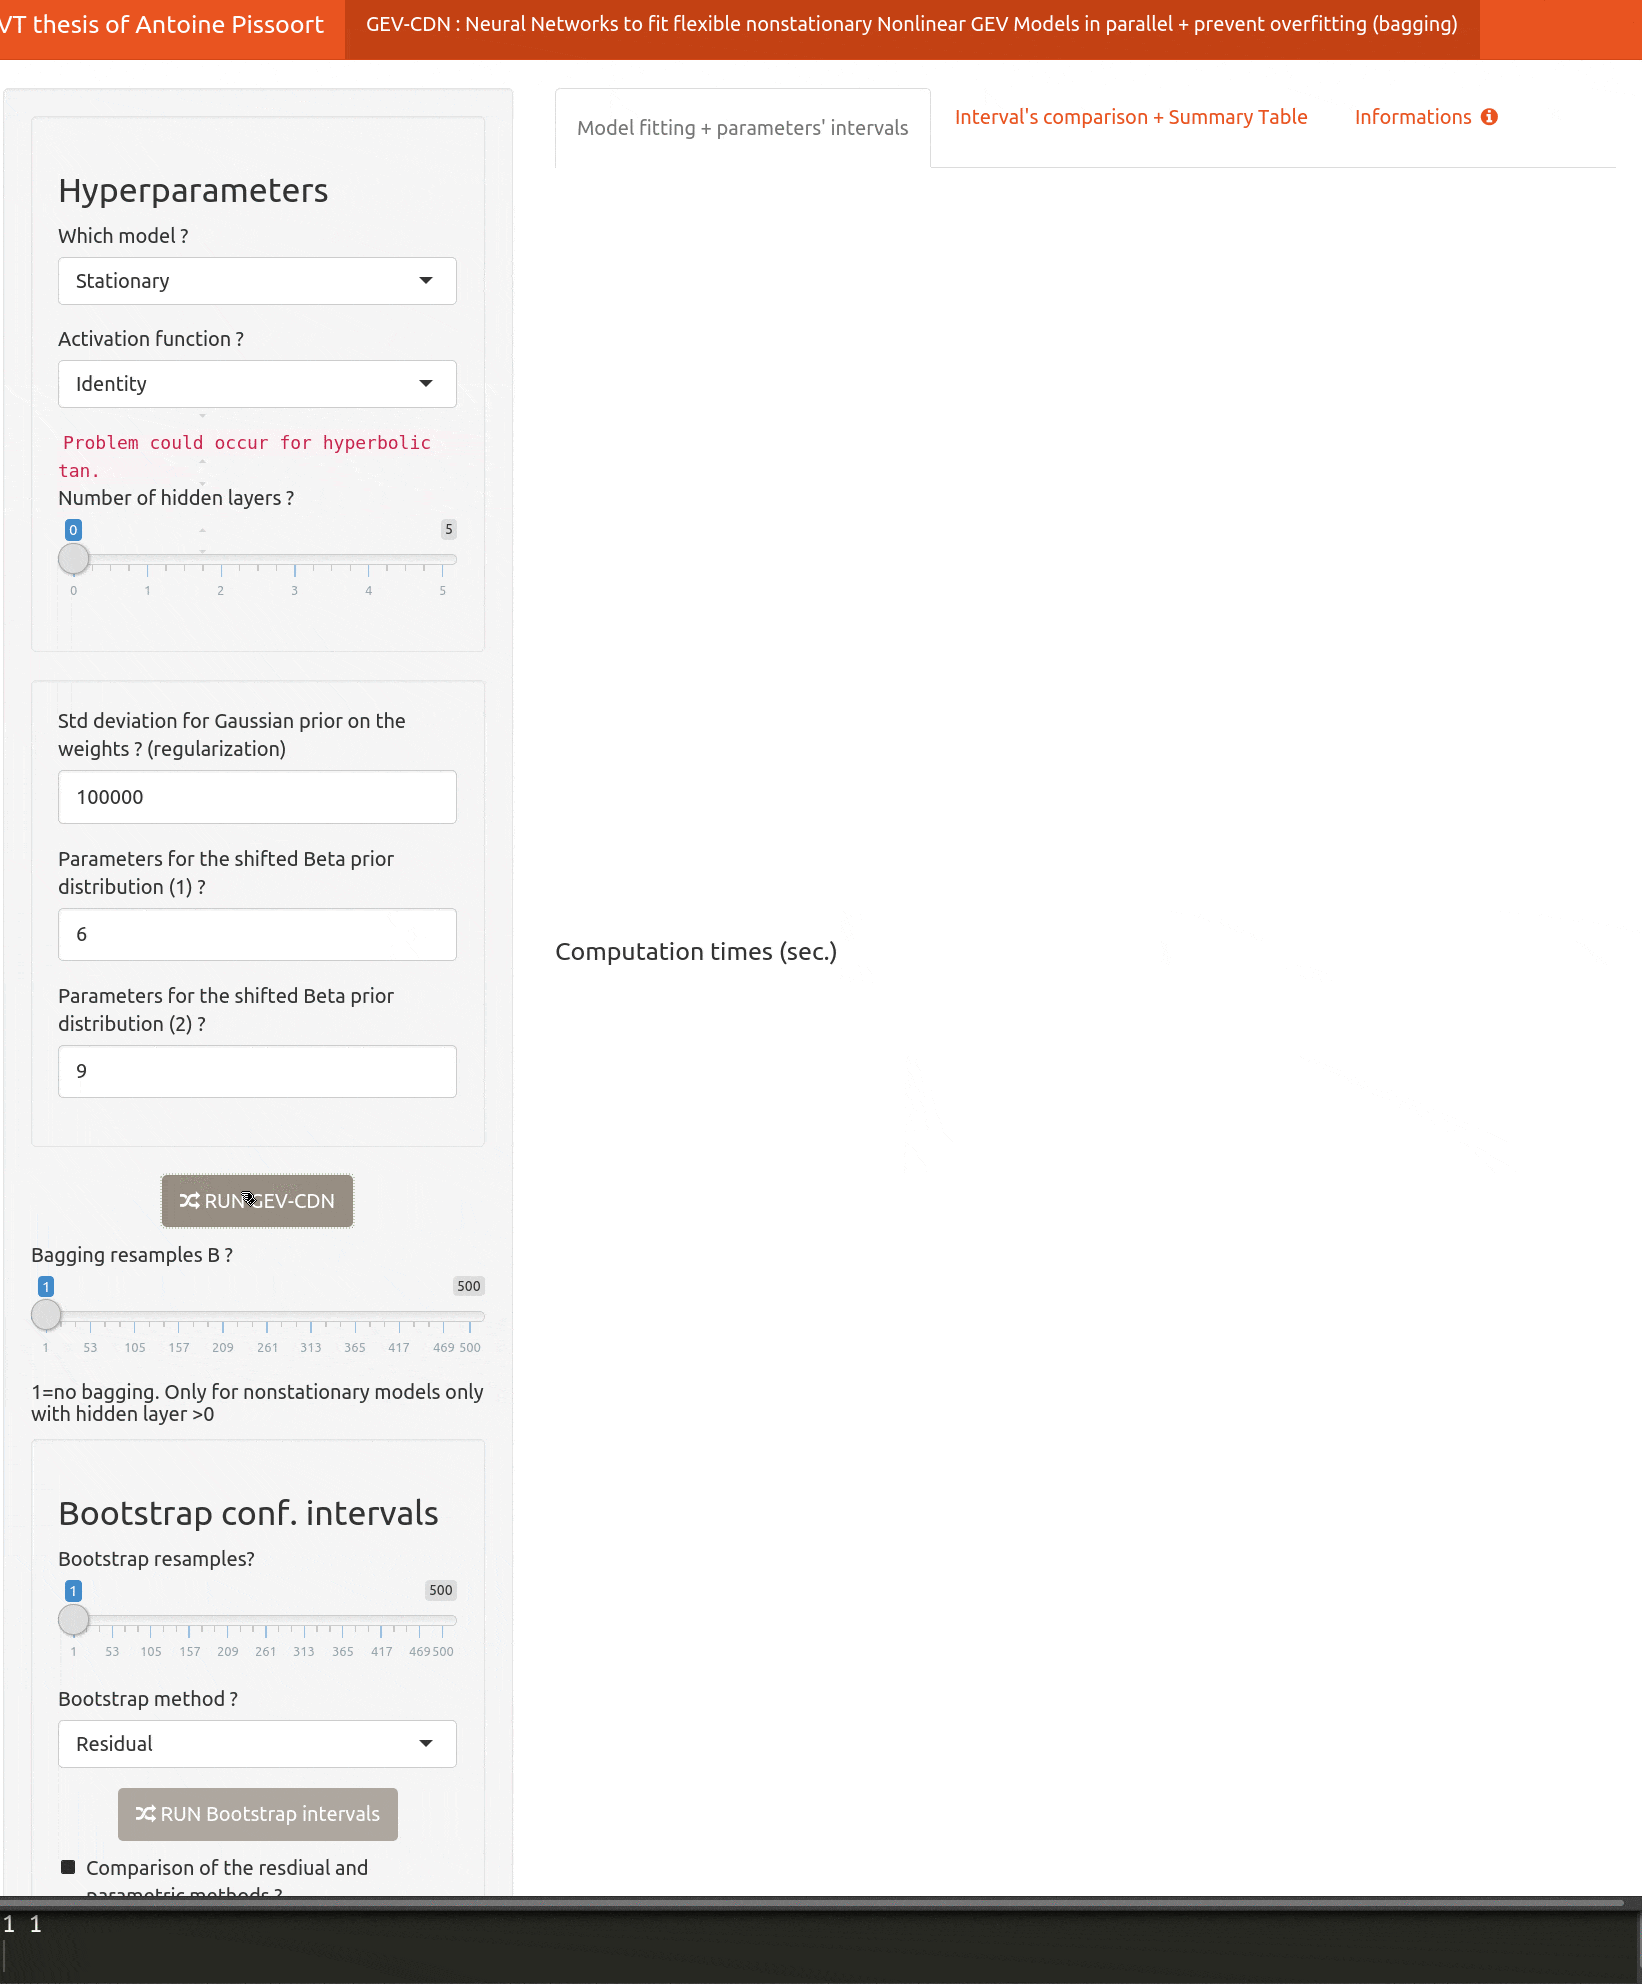 VT thesis of Antoine Pissoort
GEV-CDN : Neural Networks to fit flexible nonstationary Nonlinear GEV Models in parallel + prevent overfitting (bagging)
Model fitting + parameters' intervals
Interval's comparison + Summary Table
Informations
Hyperparameters
Which model ?
Stationary
Activation function ?
Identity
Problem could occur for hyperbolic
tan.
Number of hidden layers ?
0 5
0 1 2 3 4 5
Std deviation for Gaussian prior on the
weights ? (regularization)
100000
Parameters for the shifted Beta prior
distribution (1) ?
6
Parameters for the shifted Beta prior
distribution (2) ?
9
RUN GEV-CDN
Bagging resamples B ?
1 500
1 53 105 157 209 261 313 365 417 469 500
1=no bagging. Only for nonstationary models only
with hidden layer >0
Bootstrap conf. intervals
Bootstrap resamples?
1 500
1 53 105 157 209 261 313 365 417 469 500
Bootstrap method ?
Residual
RUN Bootstrap intervals
Comparison of the resdiual and
parametric methods ?
Computation times (sec.)
1 1